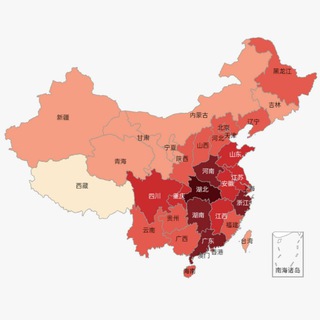 黑龙江
吉林
内蒙古
新疆
辽宁
北京
天津
河北
甘肃
山西
宁夏
山东
青海
陕西
河南
江苏
西藏
安徽
四川
湖北
重庆
浙江
湖南
江西
贵州
福建
云南
台湾
广西
广东
香港
澳门
海南
南海诸岛